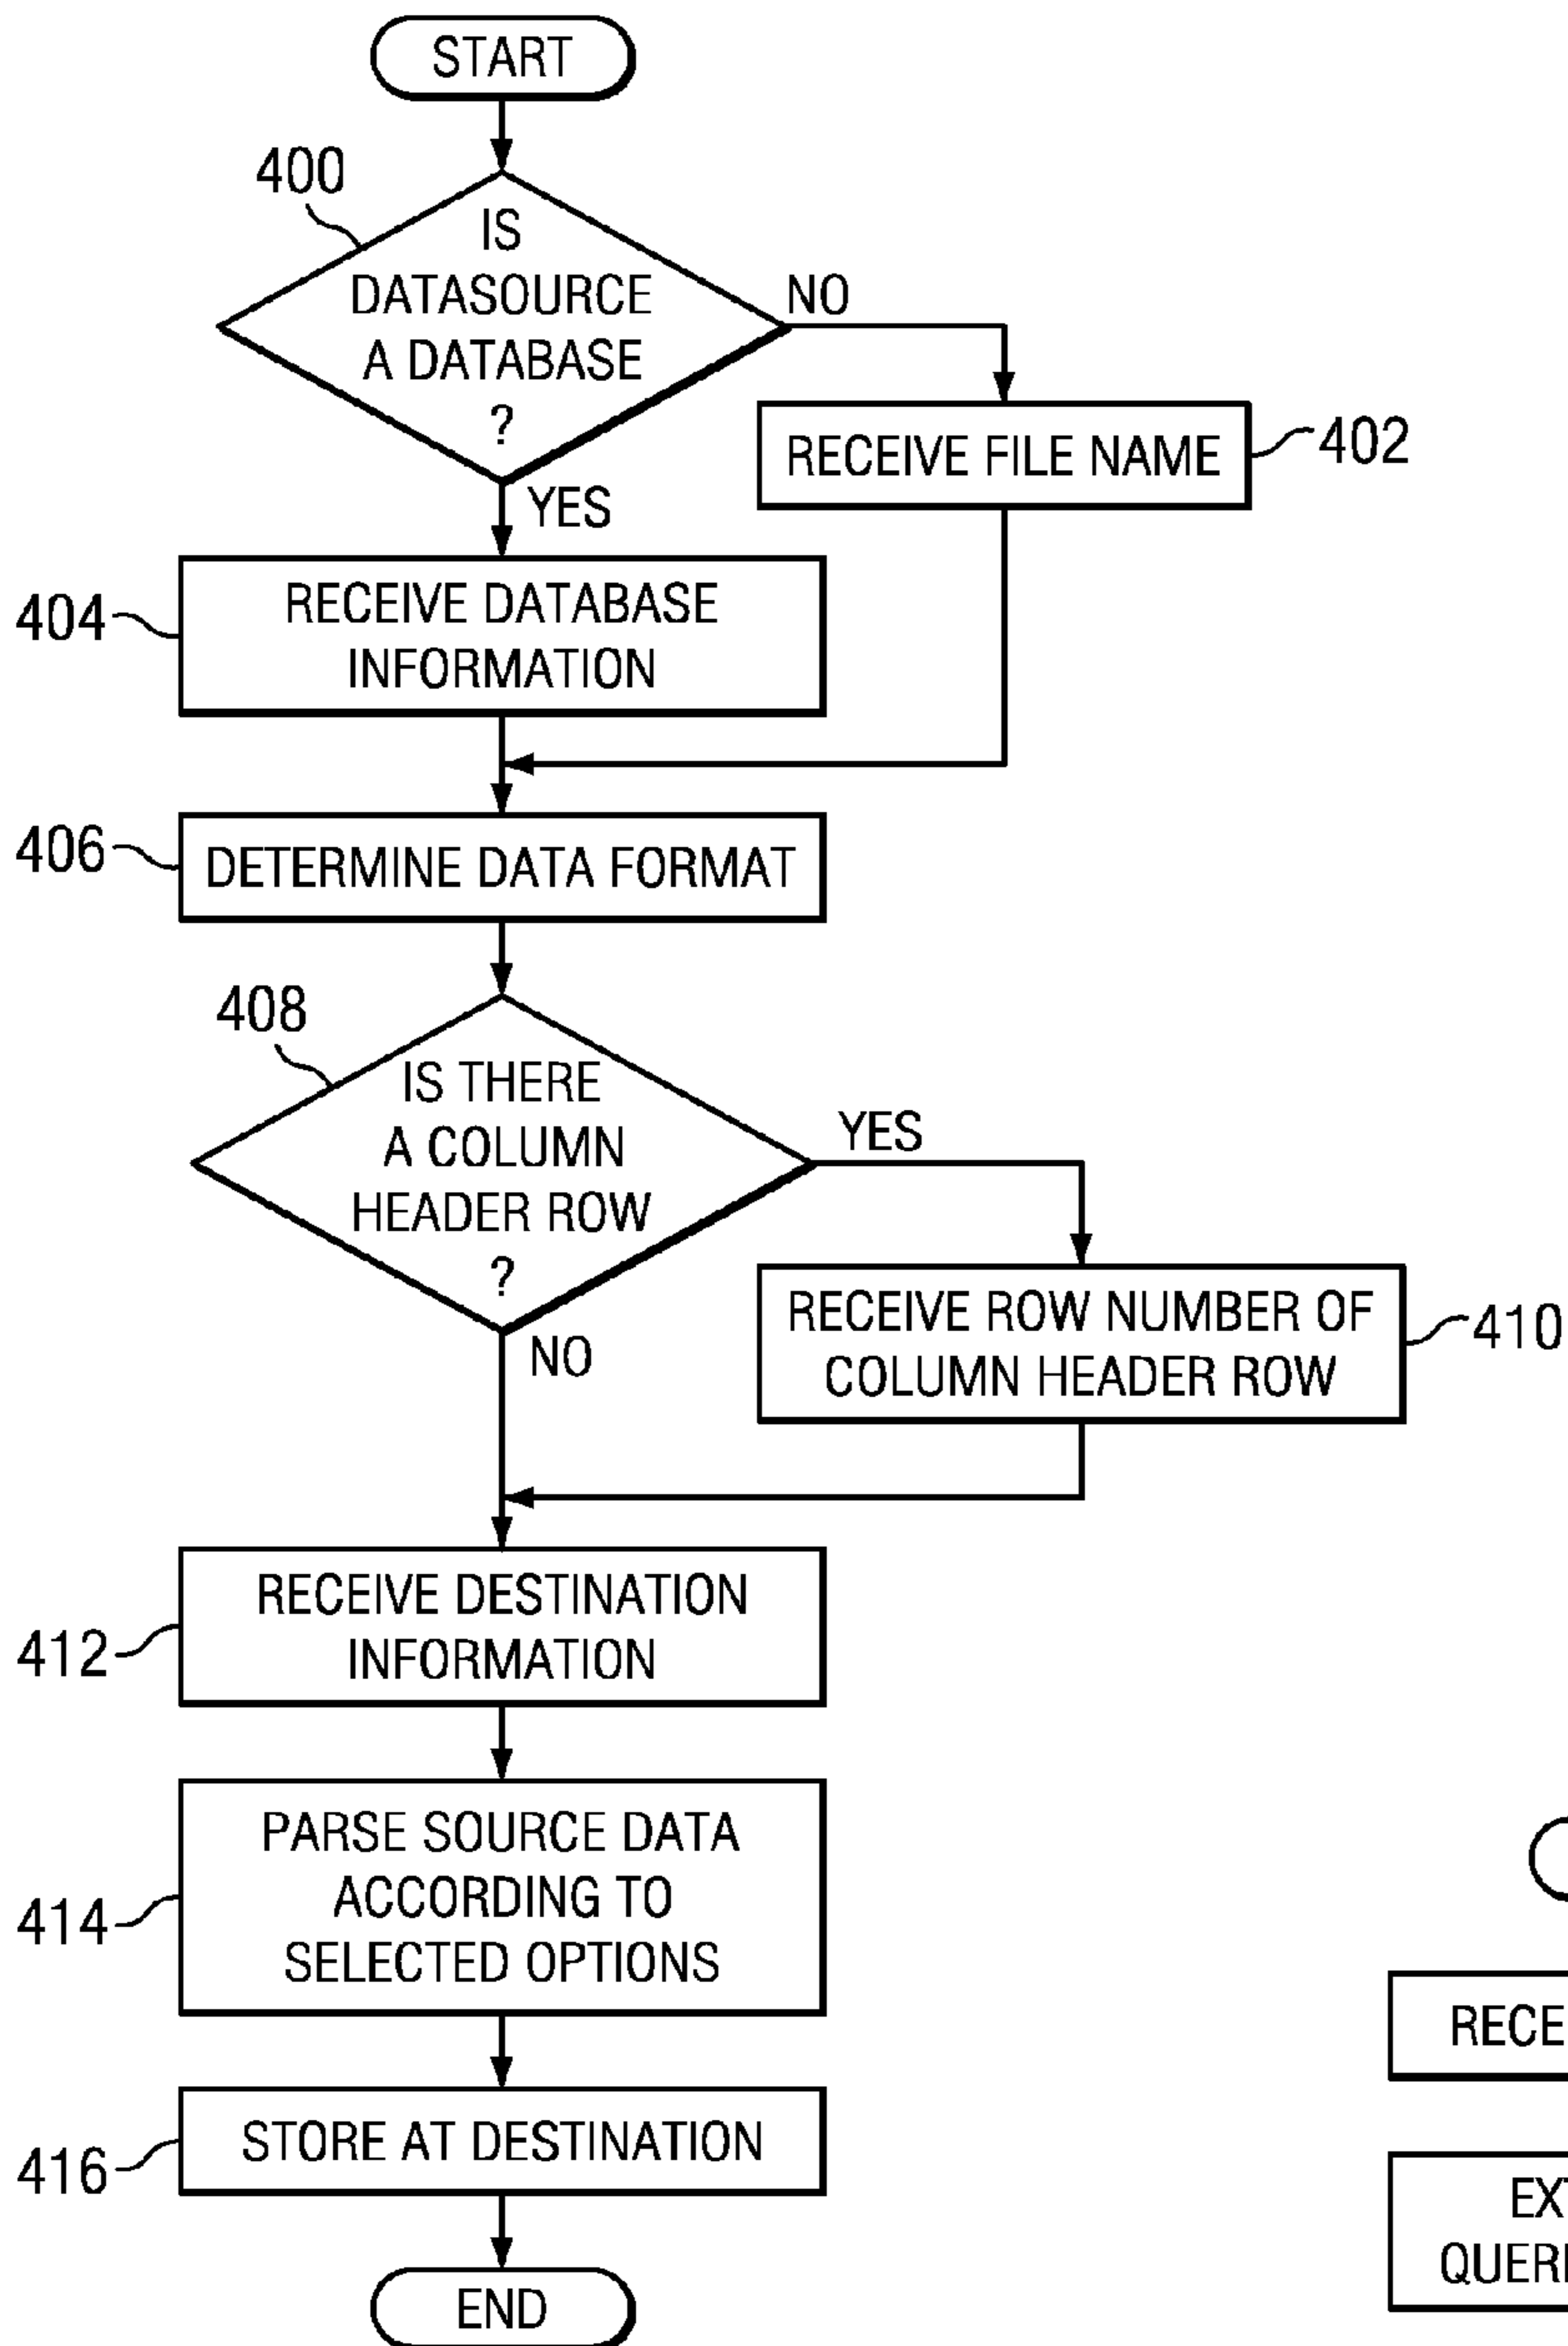 START
400
IS
DATASOURCE
A DATABASE
?
NO
YES
RECEIVE FILE NAME
402
404
RECEIVE DATABASE
INFORMATION
406
DETERMINE DATA FORMAT
408
IS THERE
A COLUMN
HEADER ROW
?
YES
NO
RECEIVE ROW NUMBER OF
COLUMN HEADER ROW
410
412
RECEIVE DESTINATION
INFORMATION
414
PARSE SOURCE DATA
ACCORDING TO
SELECTED OPTIONS
416
STORE AT DESTINATION
END